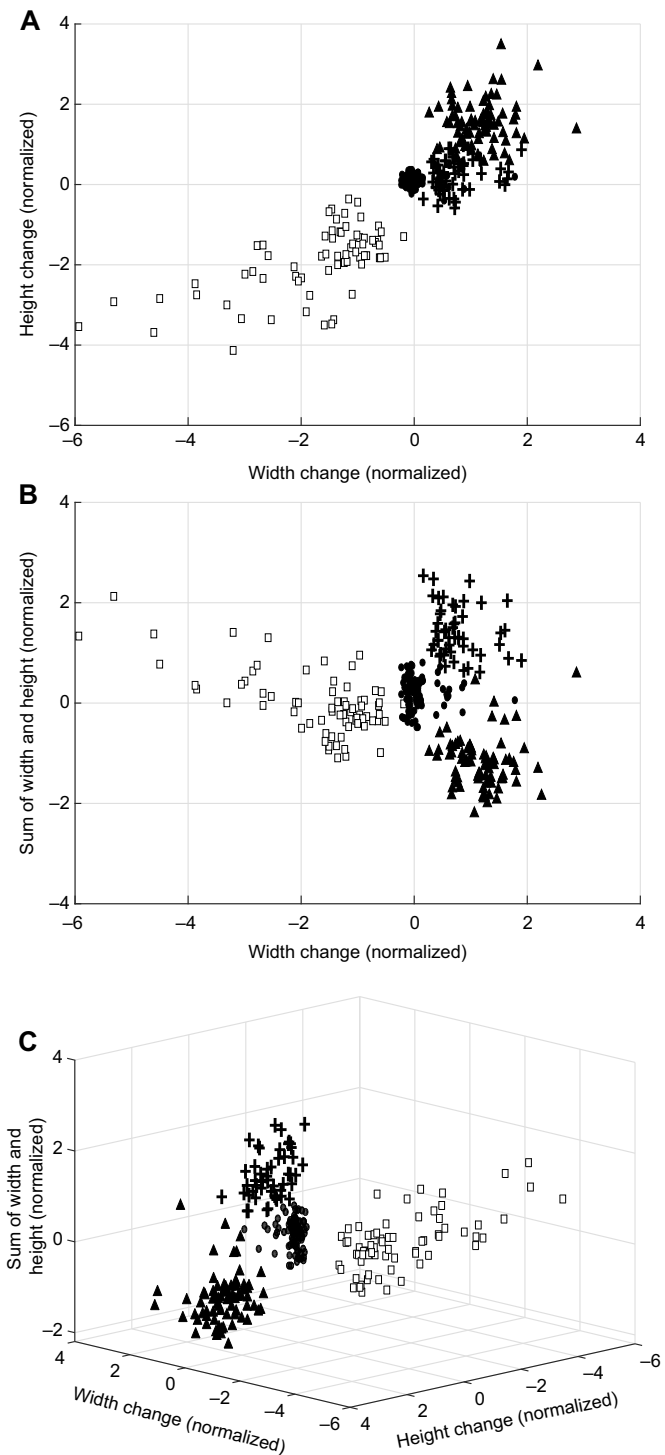 A
4
2
0
–2
–4
–6
Height change (normalized)
–6 –4 –2 0 2 4
Width change (normalized)
B
4
2
0
–2
–4
Sum of width and height (normalized)
–6 –4 –2 0 2 4
Width change (normalized)
C
4
2
0
–2
Sum of width and
height (normalized)
4 2 0 –2 –4 –6
Width change (normalized)
4 2 0 –2 –4 –6
Height change (normalized)